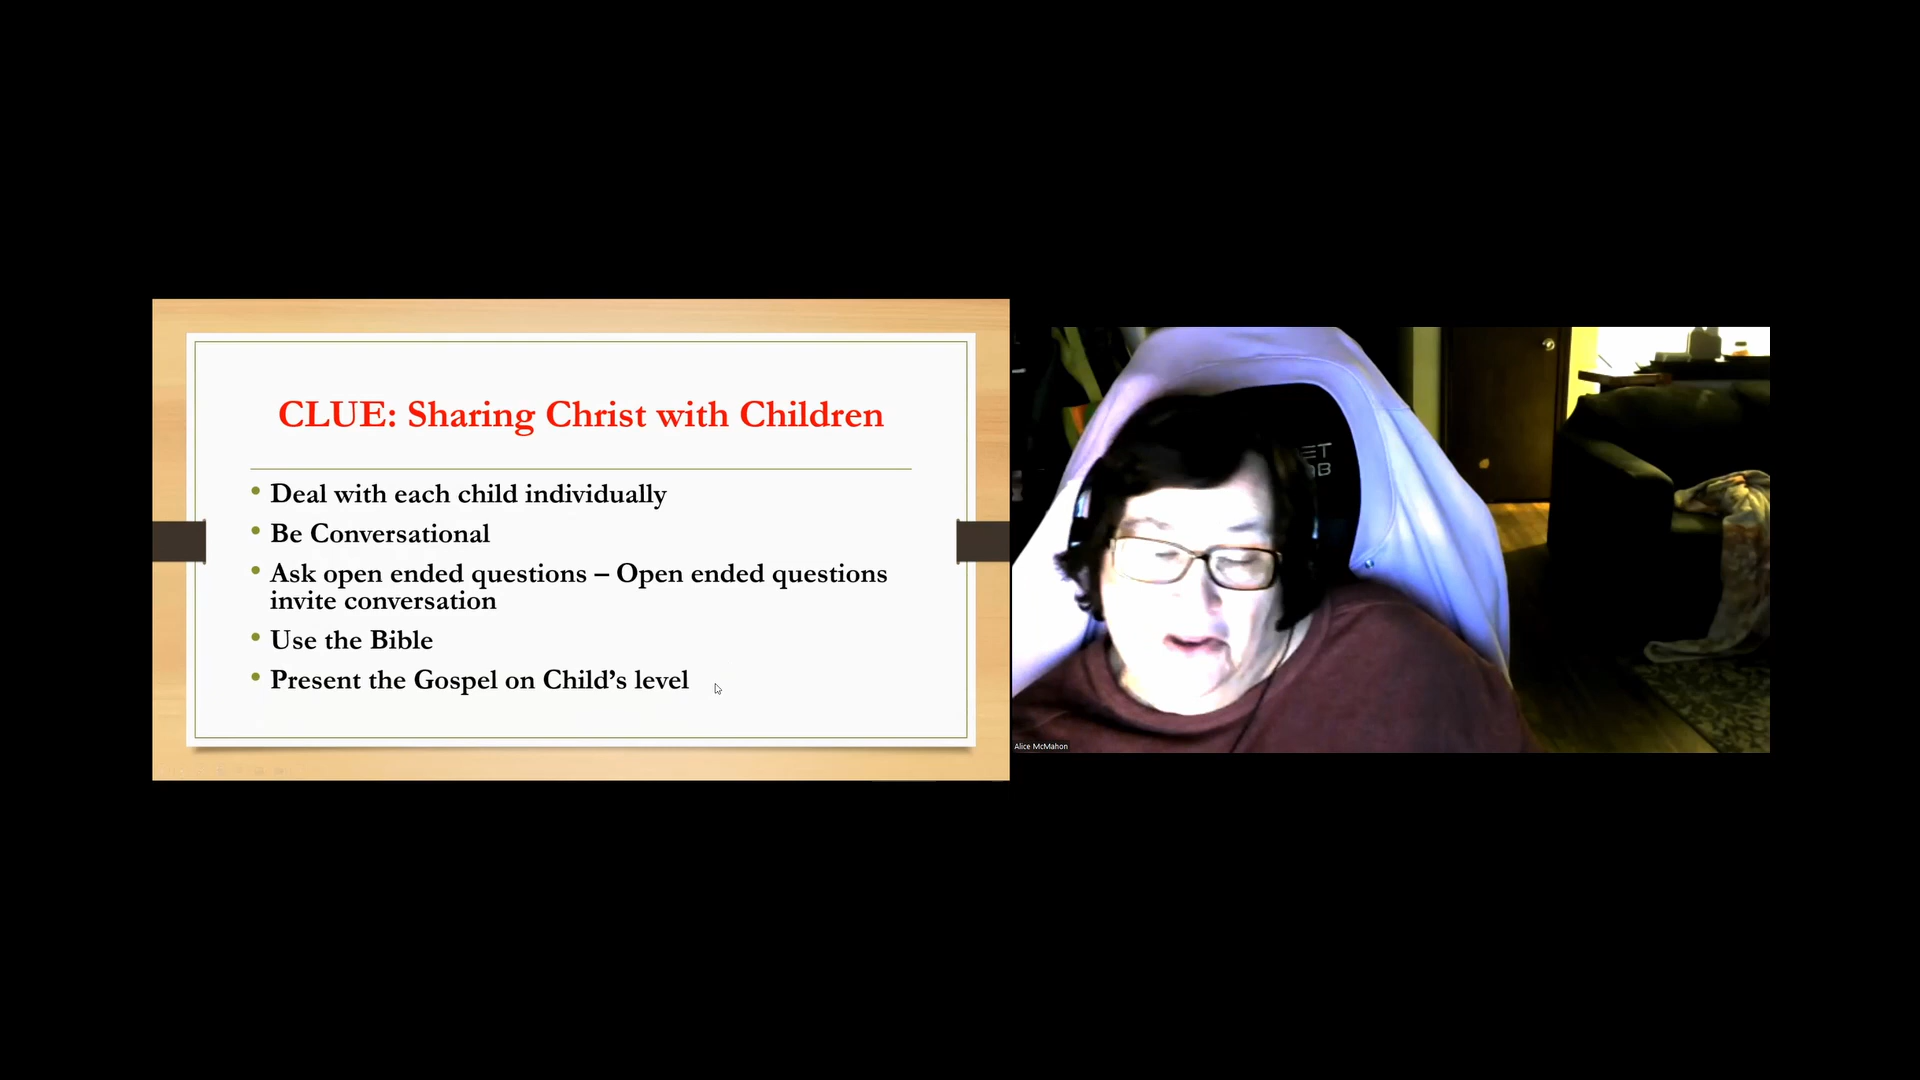 CLUE: Sharing Christ with Children
• Deal with each child individually
• Be Conversational
• Ask open ended questions – Open ended questions
invite conversation
• Use the Bible
• Present the Gospel on Child’s level
Alice McMahon